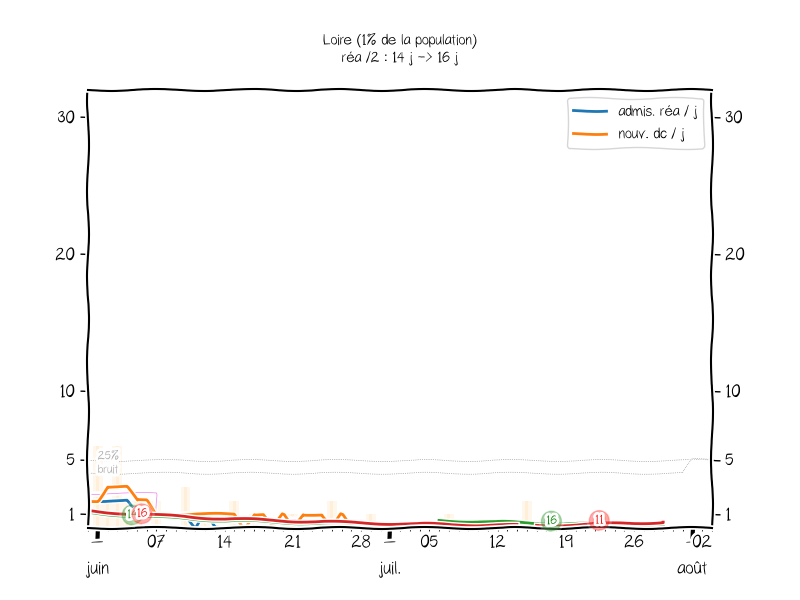 Loire (1% de la population)
réa /2 : 14 j -> 16 j
admis. réa / j
nouv. dc / j
30
30
20
20
10
10
5
5
25%
bruit
1
1
16
16
11
07
14
21
28
05
12
19
26
02
juin
juil.
août